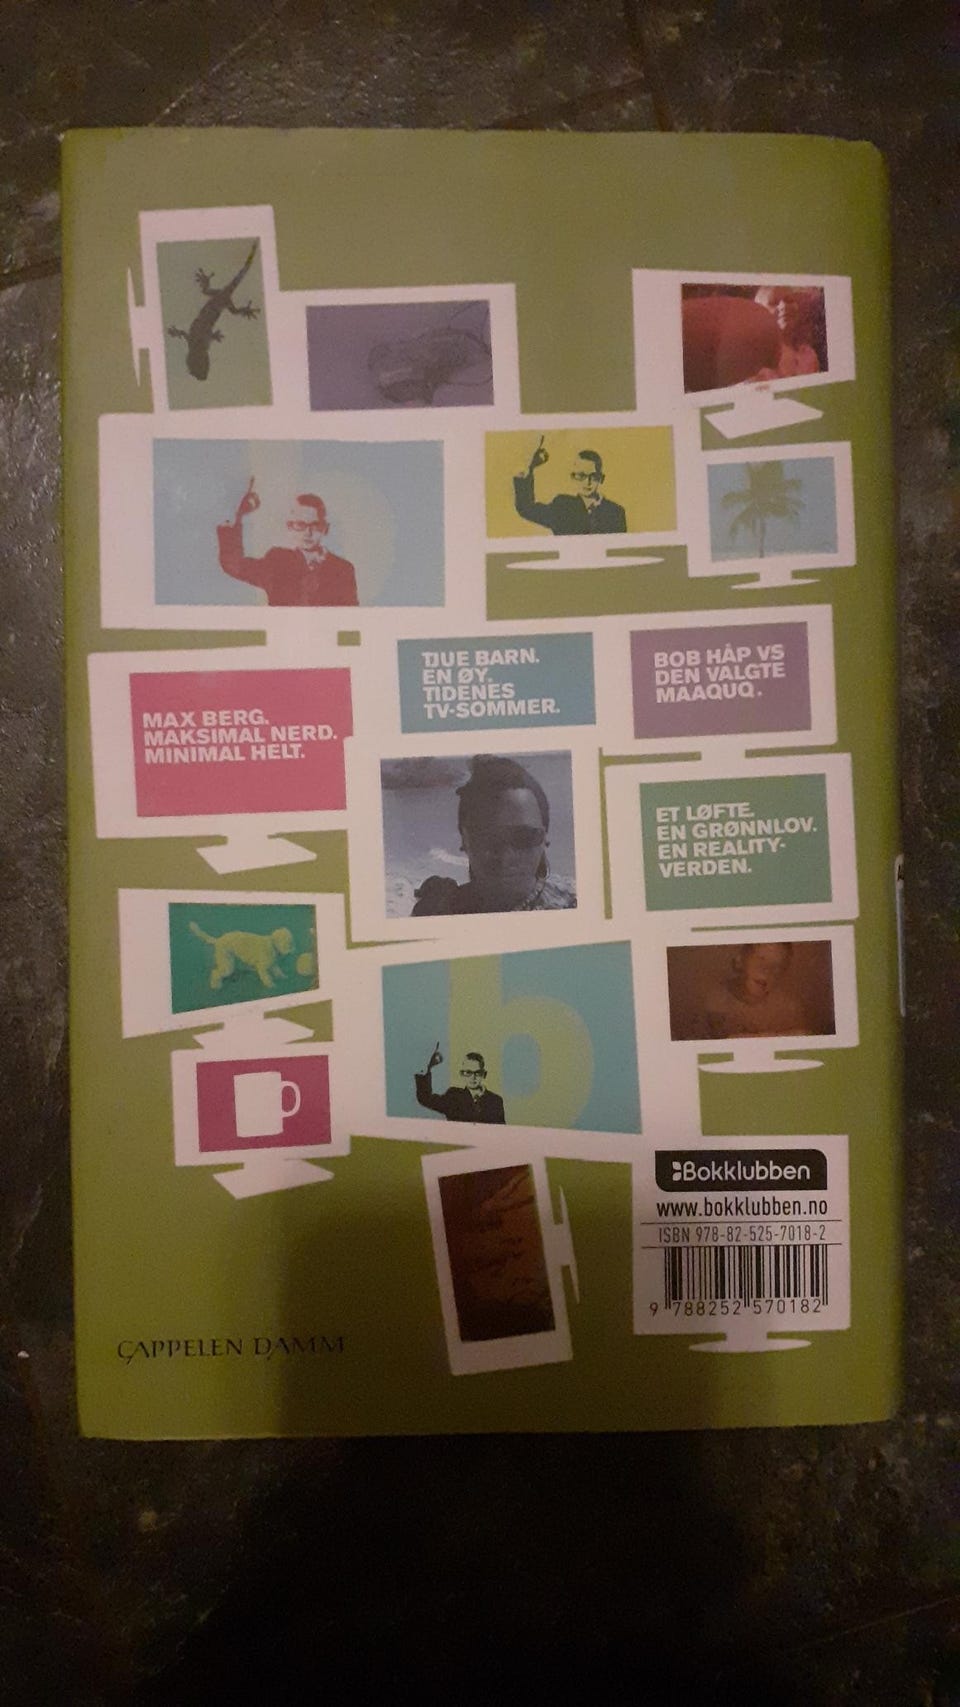 TJUE BARN.
EN ØY.
TIDENES
TV-SOMMER.
BOB HÅP VS
DEN VALGTE
MAAQUQ.
MAX BERG.
MAKSIMAL NERD.
MINIMAL HELT.
ET LØFTE.
EN GRØNNLOV.
EN REALITY-
VERDEN.
b
b
Bokklubben
www.bokklubben.no
ISBN 978-82-525-7018-2
9 788252 570182
CAPPELEN DAMM